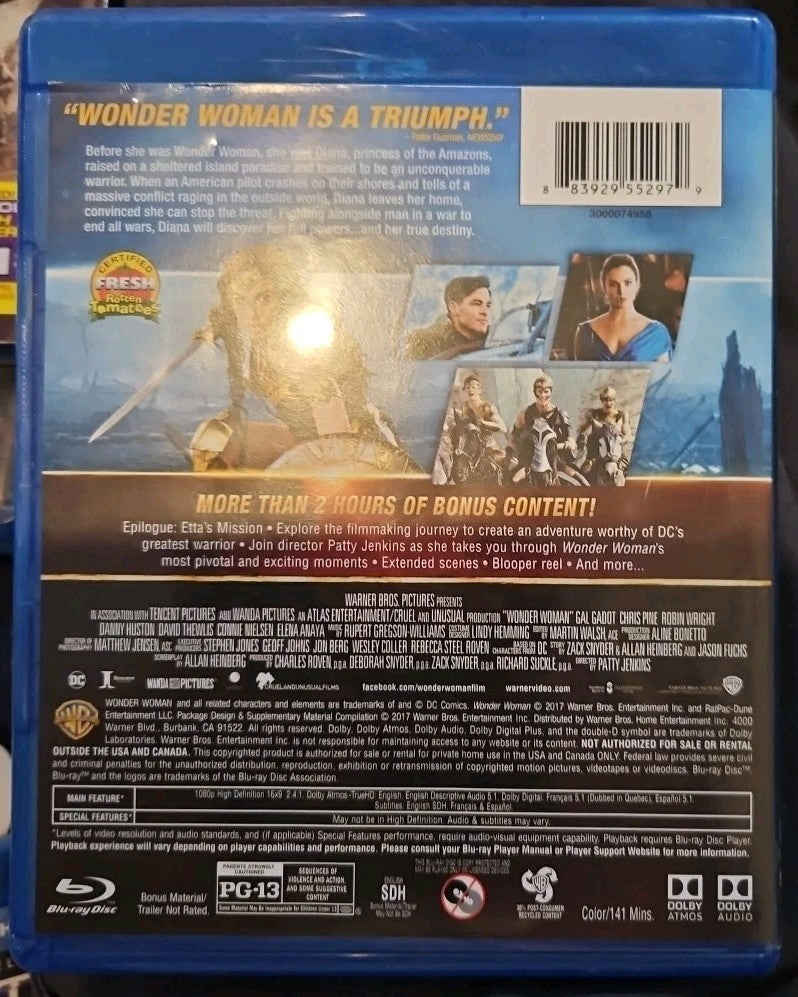 “WONDER WOMAN IS A TRIUMPH.”
– Rafer Guzman, NEWSDAY
Before she was Wonder Woman, she was Diana, princess of the Amazons,
raised on a sheltered island paradise and trained to be an unconquerable
warrior. When an American pilot crashes on their shores and tells of a
massive conflict raging in the outside world, Diana leaves her home,
convinced she can stop the threat. Fighting alongside man in a war to
end all wars, Diana will discover her full powers...and her true destiny.
8 83929 55297 9
3000074958
CERTIFIED
FRESH
Rotten
Tomatoes
MORE THAN 2 HOURS OF BONUS CONTENT!
Epilogue: Etta's Mission • Explore the filmmaking journey to create an adventure worthy of DC's
greatest warrior • Join director Patty Jenkins as she takes you through Wonder Woman's
most pivotal and exciting moments • Extended scenes • Blooper reel • And more...
WARNER BROS. PICTURES PRESENTS
IN ASSOCIATION WITH TENCENT PICTURES AND WANDA PICTURES AN ATLAS ENTERTAINMENT/CRUEL AND UNUSUAL PRODUCTION "WONDER WOMAN" GAL GADOT CHRIS PINE ROBIN WRIGHT
DANNY HUSTON DAVID THEWLIS CONNIE NIELSEN ELENA ANAYA MUSIC BY RUPERT GREGSON-WILLIAMS COSTUME DESIGNER LINDY HEMMING EDITED BY MARTIN WALSH, ACE PRODUCTION DESIGNER ALINE BONETTO
DIRECTOR OF PHOTOGRAPHY MATTHEW JENSEN, ASC EXECUTIVE PRODUCERS STEPHEN JONES GEOFF JOHNS JON BERG WESLEY COLLER REBECCA STEEL ROVEN CHARACTERS FROM DC STORY BY ZACK SNYDER & ALLAN HEINBERG AND JASON FUCHS
SCREENPLAY BY ALLAN HEINBERG PRODUCED BY CHARLES ROVEN, p.g.a. DEBORAH SNYDER, p.g.a. ZACK SNYDER, p.g.a. RICHARD SUCKLE, p.g.a. DIRECTED BY PATTY JENKINS
DC WANDA PICTURES CRUELANDUNUSUALFILMS facebook.com/wonderwomanfilm warnervideo.com WARNER BROS. PICTURES
WONDER WOMAN and all related characters and elements are trademarks of and © DC Comics. Wonder Woman © 2017 Warner Bros. Entertainment Inc. and RatPac-Dune
Entertainment LLC. Package Design & Supplementary Material Compilation © 2017 Warner Bros. Entertainment Inc. Distributed by Warner Bros. Home Entertainment Inc. 4000
Warner Blvd., Burbank, CA 91522. All rights reserved. Dolby, Dolby Atmos, Dolby Audio, Dolby Digital Plus, and the double-D symbol are trademarks of Dolby
Laboratories. Warner Bros. Entertainment Inc. is not responsible for maintaining access to any website or its content. NOT AUTHORIZED FOR SALE OR RENTAL
OUTSIDE THE USA AND CANADA. This copyrighted product is authorized for sale or rental for private home use in the USA and Canada ONLY. Federal law provides severe civil
and criminal penalties for the unauthorized distribution, reproduction, exhibition or retransmission of copyrighted motion pictures, videotapes or videodiscs. Blu-ray Disc™,
Blu-ray™ and the logos are trademarks of the Blu-ray Disc Association.
MAIN FEATURE* 1080p High Definition 16x9 2.4:1. Dolby Atmos-TrueHD: English, English Descriptive Audio 5.1, Dolby Digital: Français 5.1 (Dubbed in Quebec), Español 5.1.
Subtitles: English SDH, Français & Español.
SPECIAL FEATURES* May not be in High Definition. Audio & subtitles may vary.
*Levels of video resolution and audio standards, and (if applicable) Special Features performance, require audio-visual equipment capability. Playback requires Blu-ray Disc Player.
Playback experience will vary depending on player capabilities and performance. Please consult your Blu-ray Player Manual or Player Support Website for more information.
Blu-ray Disc™
Bonus Material/
Trailer Not Rated.
PARENTS STRONGLY CAUTIONED
PG-13
SEQUENCES OF
VIOLENCE AND ACTION,
AND SOME SUGGESTIVE
CONTENT
Some Material May Be Inappropriate for Children Under 13
®
ENGLISH
SDH
Bonus Material/Trailer
May Not Be SDH
THIS BLU-RAY DISC IS COPY PROTECTED AND
MAY BE PLAYED ONLY ON LICENSED DEVICES
30% POST-CONSUMER
RECYCLED CONTENT
Color/141 Mins.
DOLBY
ATMOS
DOLBY
AUDIO